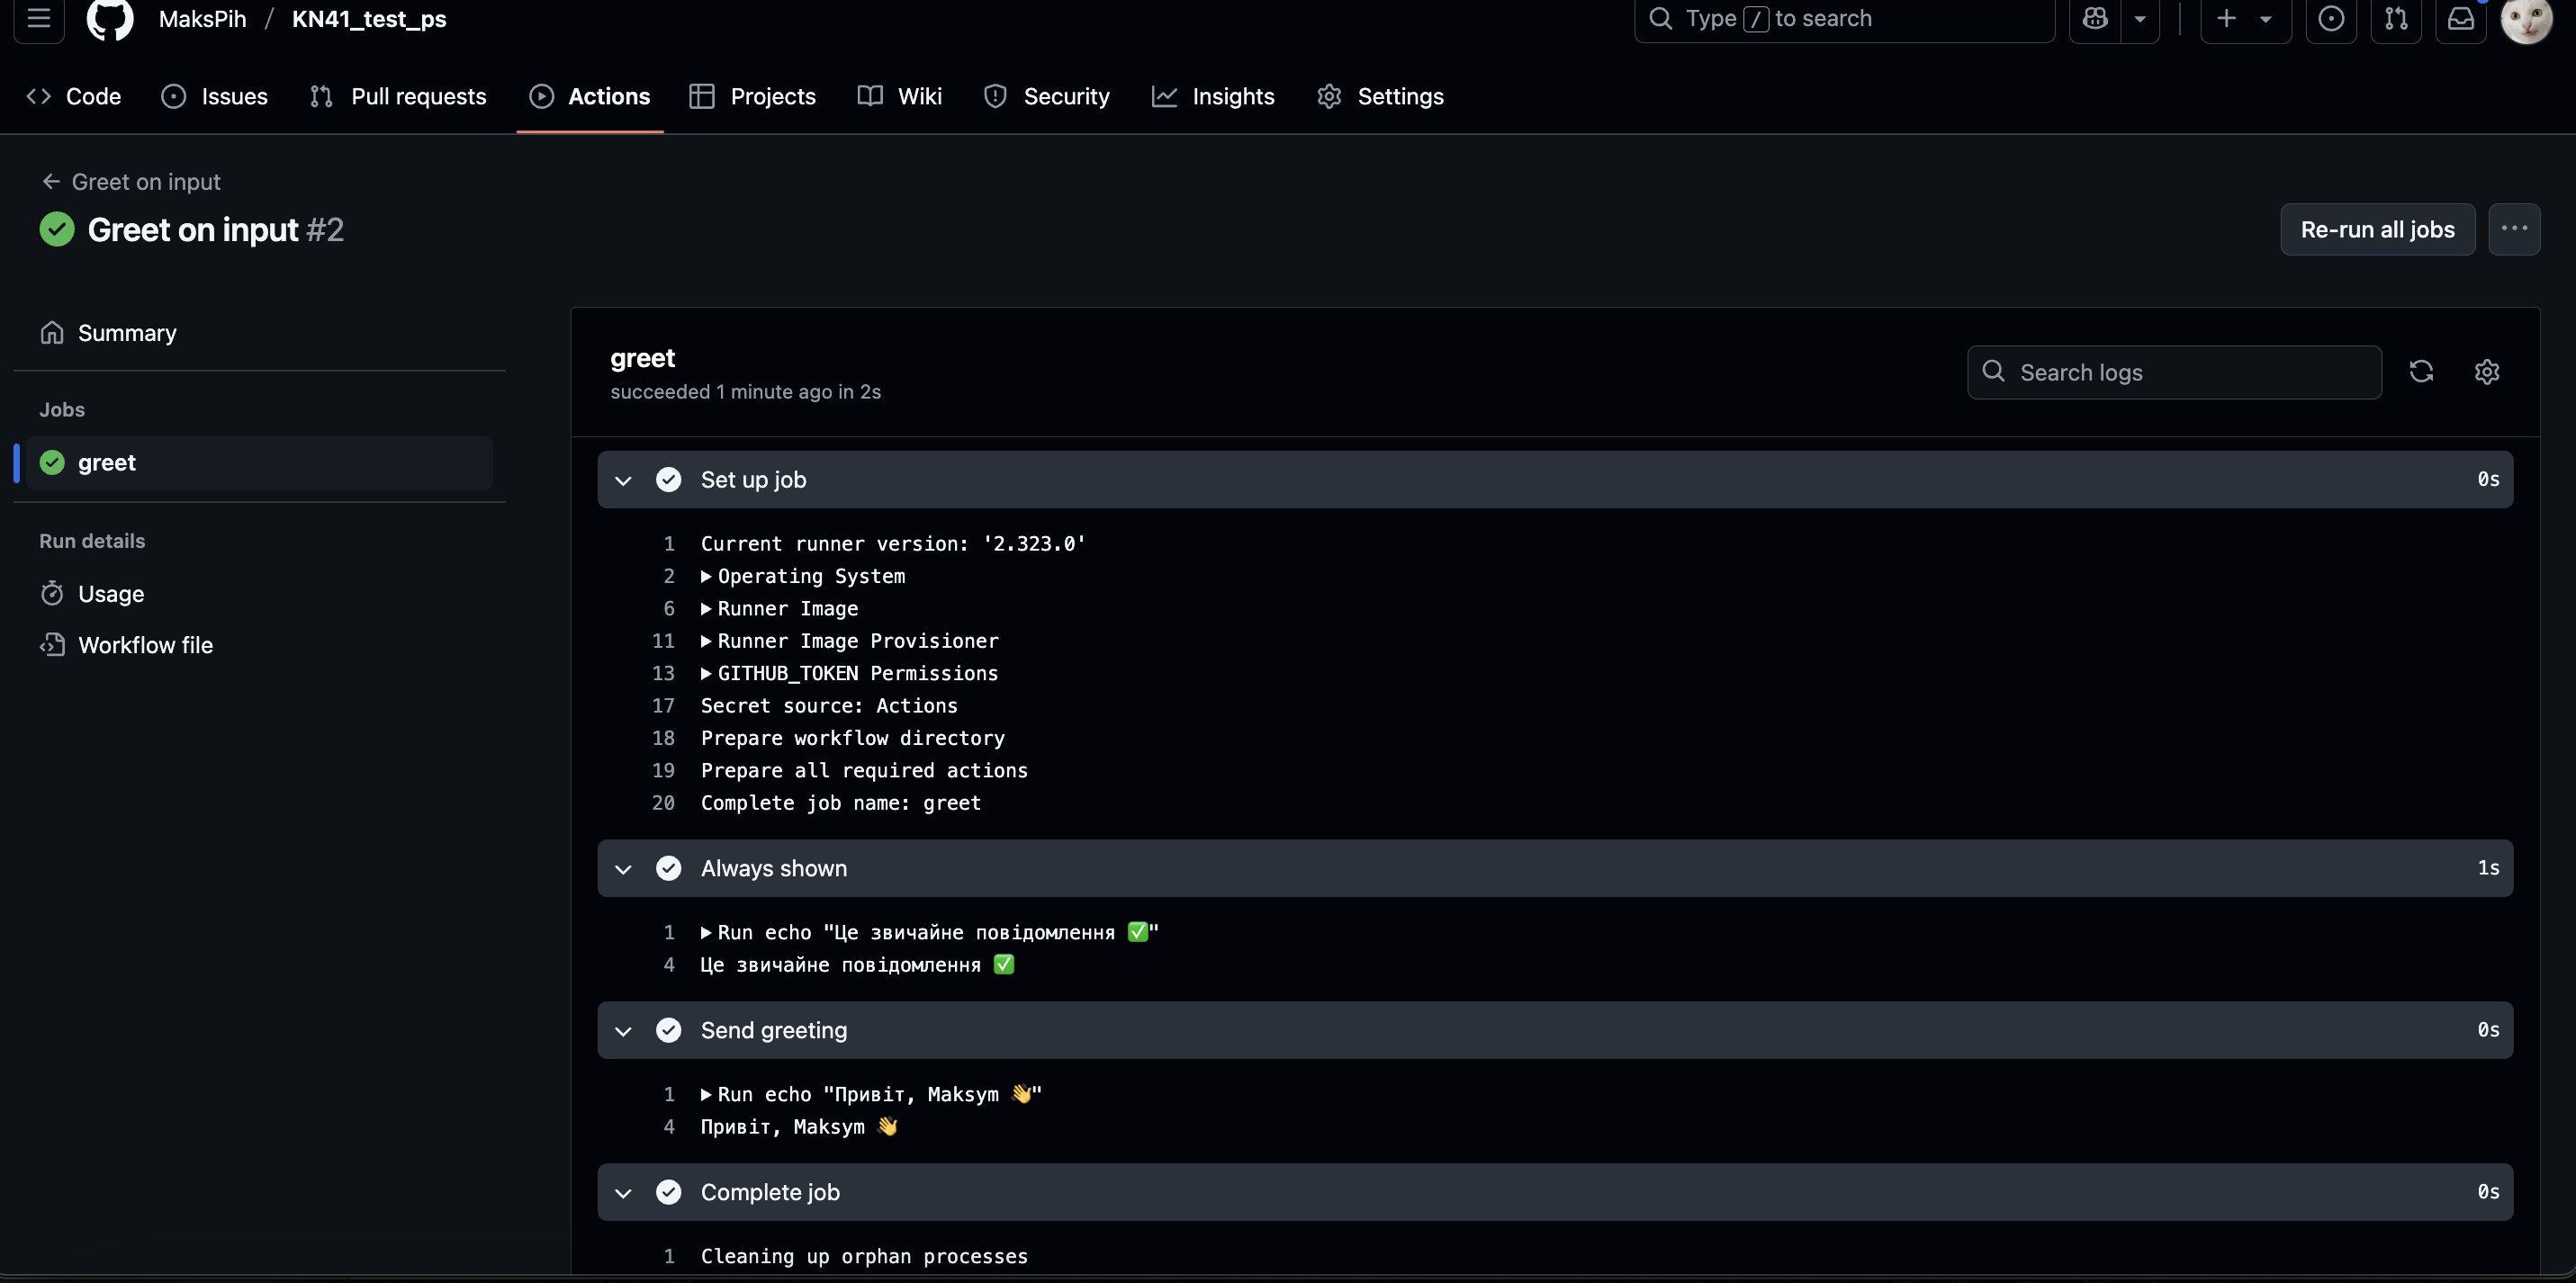 MaksPih / KN41_test_ps
Type / to search
Code Issues Pull requests Actions Projects Wiki Security Insights Settings
Greet on input
Greet on input #2
Re-run all jobs
Summary
Jobs
greet
Run details
Usage
Workflow file
greet
succeeded 1 minute ago in 2s
Search logs
Set up job 0s
1 Current runner version: '2.323.0'
2 Operating System
6 Runner Image
11 Runner Image Provisioner
13 GITHUB_TOKEN Permissions
17 Secret source: Actions
18 Prepare workflow directory
19 Prepare all required actions
20 Complete job name: greet
Always shown 1s
1 Run echo "Це звичайне повідомлення ✅"
4 Це звичайне повідомлення ✅
Send greeting 0s
1 Run echo "Привіт, Maksym 👋"
4 Привіт, Maksym 👋
Complete job 0s
1 Cleaning up orphan processes